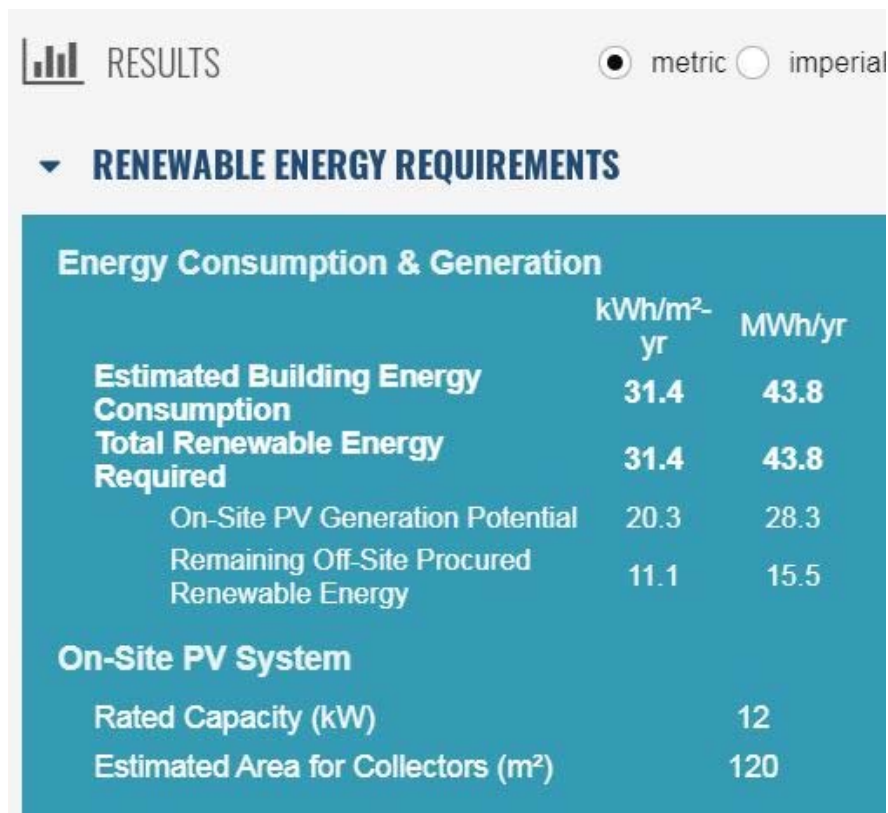 RESULTS metric imperial
RENEWABLE ENERGY REQUIREMENTS
Energy Consumption & Generation
kWh/m²-
yr MWh/yr
Estimated Building Energy
Consumption 31.4 43.8
Total Renewable Energy
Required 31.4 43.8
On-Site PV Generation Potential 20.3 28.3
Remaining Off-Site Procured
Renewable Energy 11.1 15.5
On-Site PV System
Rated Capacity (kW) 12
Estimated Area for Collectors (m²) 120